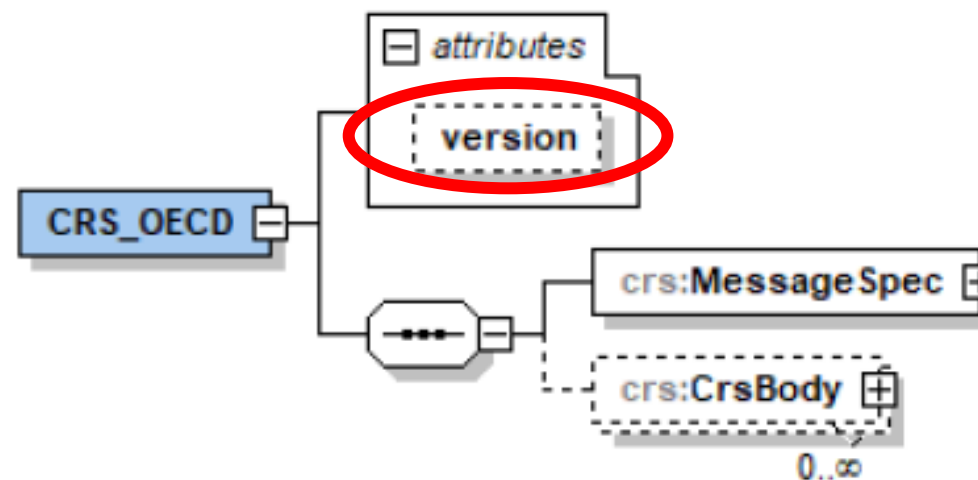 attributes
version
CRS_OECD
crs:MessageSpec
crs:CrsBody
0..∞